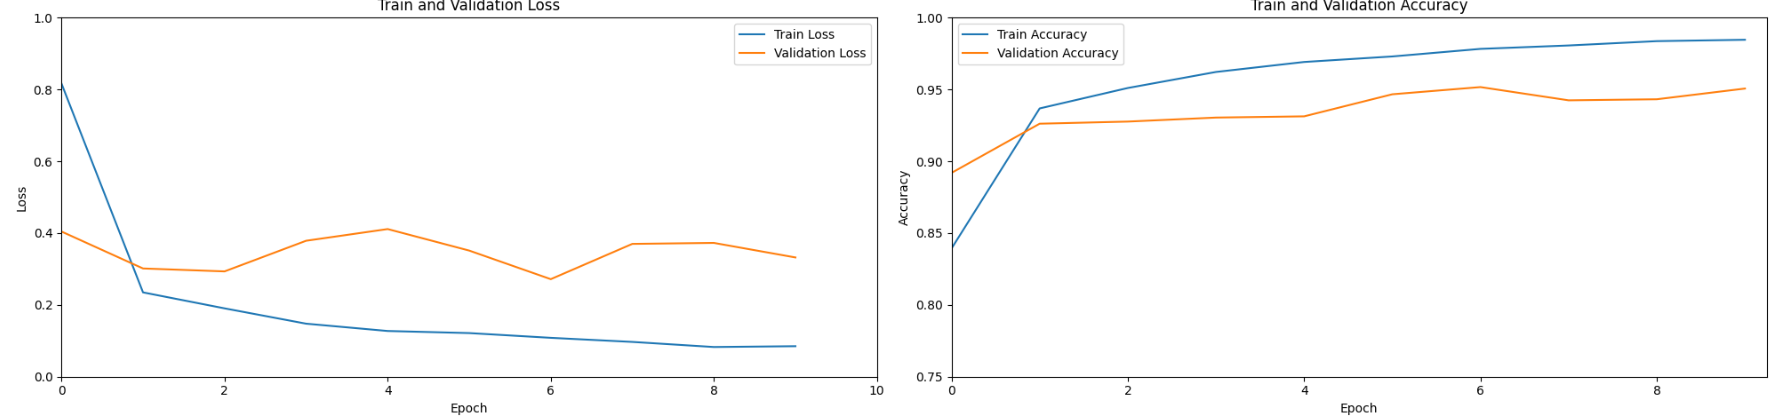 Train and Validation Loss
1.0
0.8
0.6
0.4
0.2
0.0
Loss
Train Loss
Validation Loss
0
2
4
6
8
10
Epoch
Train and Validation Accuracy
1.00
0.95
0.90
0.85
0.80
0.75
Accuracy
Train Accuracy
Validation Accuracy
0
2
4
6
8
Epoch